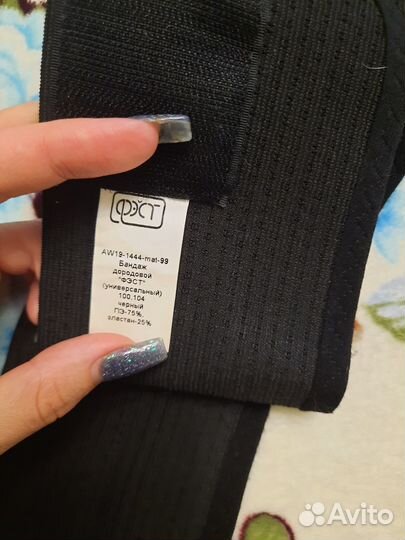 ФЭСТ
AW19-1444-mat-99
Бандаж
дородовой
"ФЭСТ"
(универсальный)
100,104
черный
ПЭ-75%,
эластан-25%
Avito